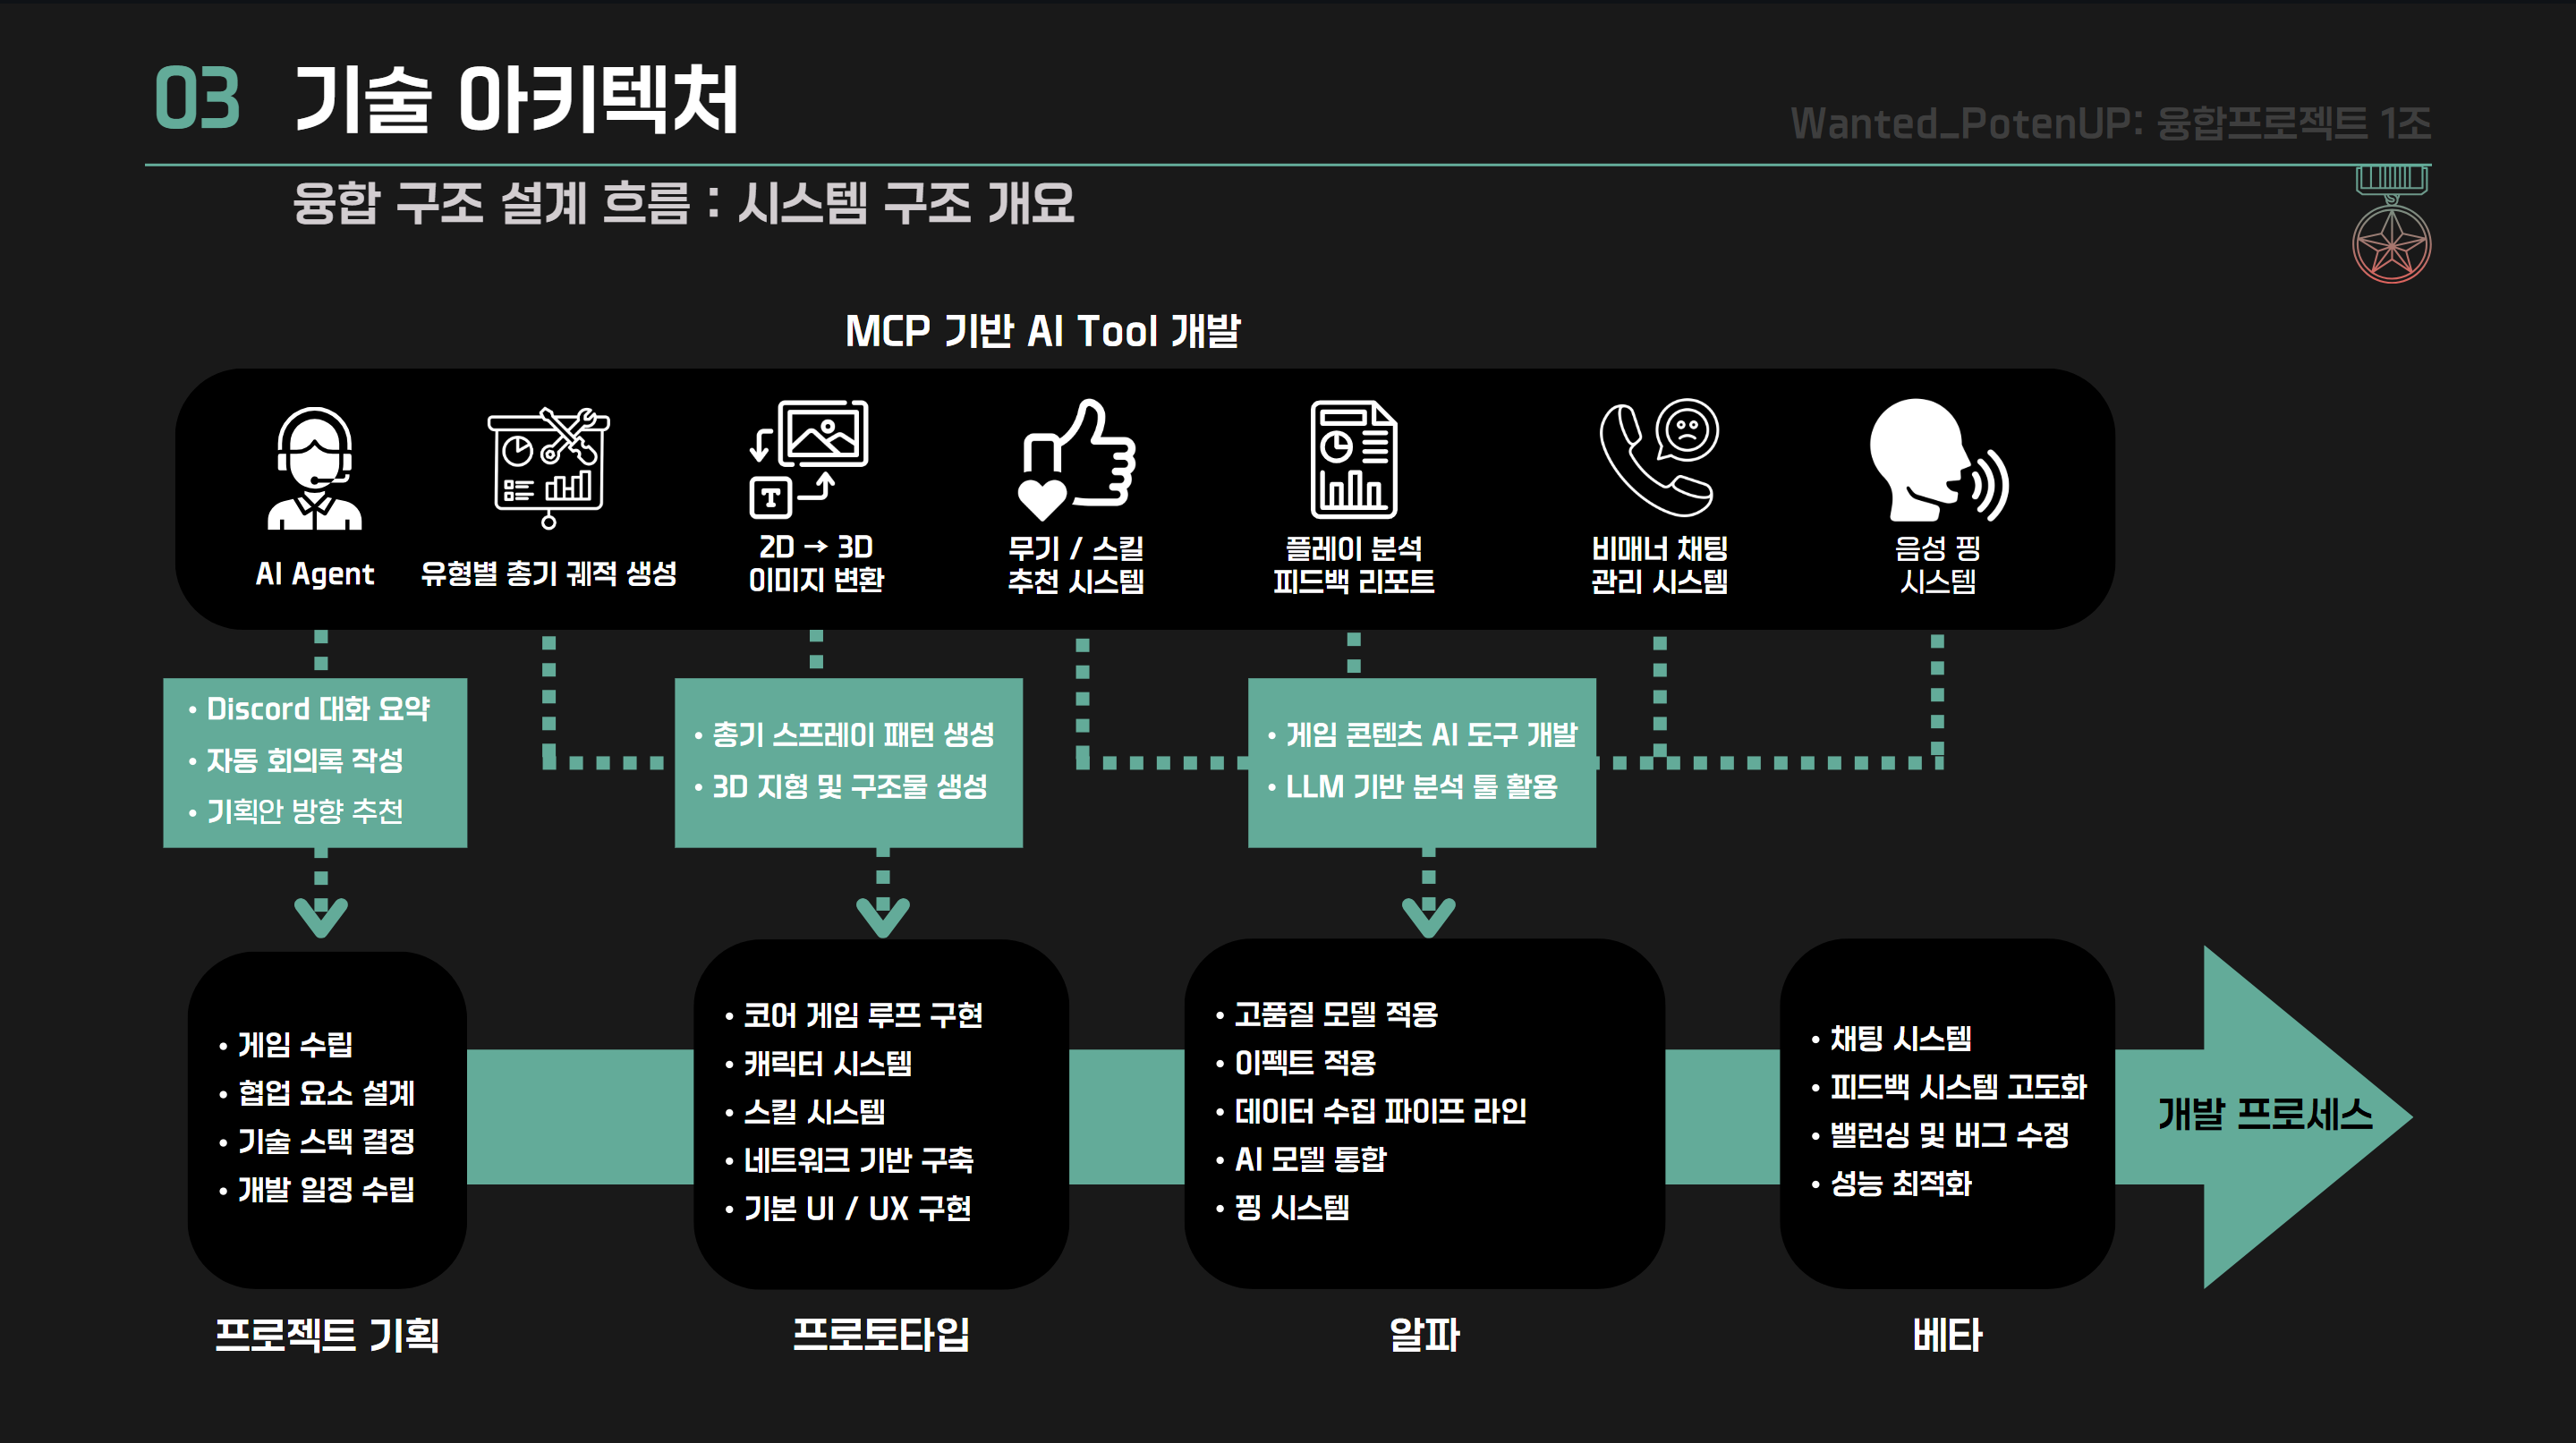 03 기술 아키텍쳐
Wanted_PotenUP: 융합프로젝트 1조
융합 구조 설계 흐름 : 시스템 구조 개요
MCP 기반 AI Tool 개발
AI Agent
유형별 총기 궤적 생성
2D → 3D
이미지 변환
무기 / 스킬
추천 시스템
플레이 분석
피드백 리포트
비매너 채팅
관리 시스템
음성 핑
시스템
• Discord 대화 요약
• 자동 회의록 작성
• 기획안 방향 추천
• 총기 스프레이 패턴 생성
• 3D 지형 및 구조물 생성
• 게임 콘텐츠 AI 도구 개발
• LLM 기반 분석 툴 활용
• 게임 수립
• 협업 요소 설계
• 기술 스택 결정
• 개발 일정 수립
• 코어 게임 루프 구현
• 캐릭터 시스템
• 스킬 시스템
• 네트워크 기반 구축
• 기본 UI / UX 구현
• 고품질 모델 적용
• 이펙트 적용
• 데이터 수집 파이프 라인
• AI 모델 통합
• 핑 시스템
• 채팅 시스템
• 피드백 시스템 고도화
• 밸런싱 및 버그 수정
• 성능 최적화
개발 프로세스
프로젝트 기획
프로토타입
알파
베타